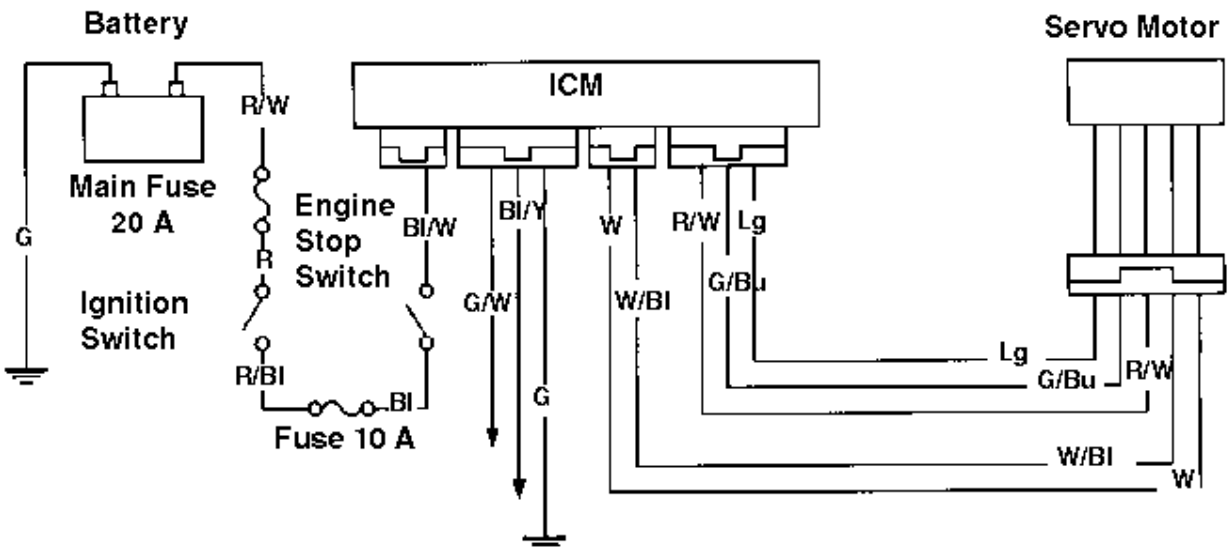 Battery
Servo Motor
ICM
R/W
Main Fuse
20 A
G
Engine
Stop
Switch
R
Ignition
Switch
R/Bl
Bl
Fuse 10 A
Bl/W
G/W
Bl/Y
G
W
W/Bl
R/W
G/Bu
Lg
Lg
G/Bu
R/W
W/Bl
W